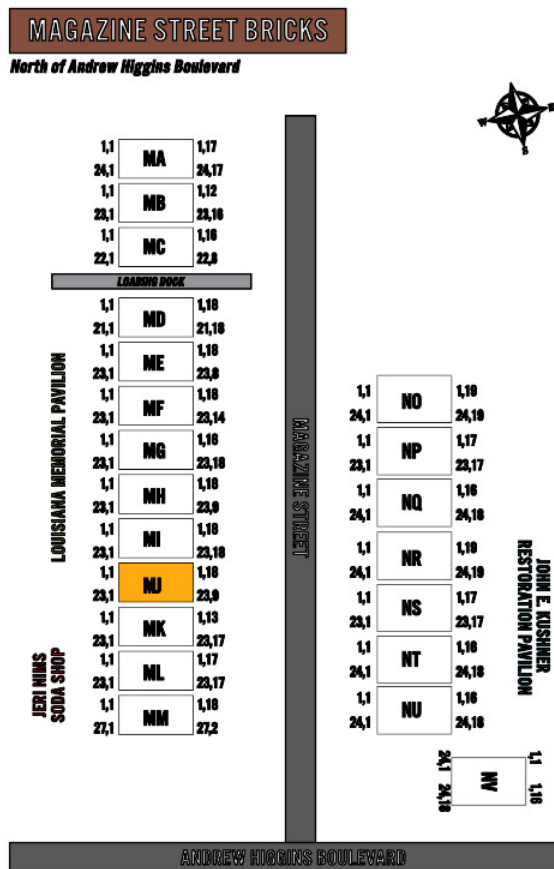 MAGAZINE STREET BRICKS
North of Andrew Higgins Boulevard
W
S
1,1 MA 1,17
24,1 24,17
1,1 MB 1,12
23,1 23,16
1,1 MC 1,16
22,1 22,8
LOADING DOCK
1,1 MD 1,18
21,1 21,18
1,1 ME 1,18
23,1 23,8
1,1 MF 1,18
23,1 23,14
1,1 MG 1,16
23,1 23,18
1,1 MH 1,18
23,1 23,9
1,1 MI 1,18
23,1 23,18
1,1 MJ 1,18
23,1 23,9
1,1 MK 1,13
23,1 23,17
1,1 ML 1,17
23,1 23,17
1,1 MM 1,18
27,1 27,2
LOUISIANA MEMORIAL PAVILION
JERI NIMS
SODA SHOP
MAGAZINE STREET
1,1 NO 1,19
24,1 24,19
1,1 NP 1,17
23,1 23,17
1,1 NQ 1,16
24,1 24,18
1,1 NR 1,19
24,1 24,19
1,1 NS 1,17
23,1 23,17
1,1 NT 1,16
24,1 24,18
1,1 NU 1,16
24,1 24,18
JOHN E. KUSHNER
RESTORATION PAVILION
24,1 NV 1,1
24,18 1,16
ANDREW HIGGINS BOULEVARD